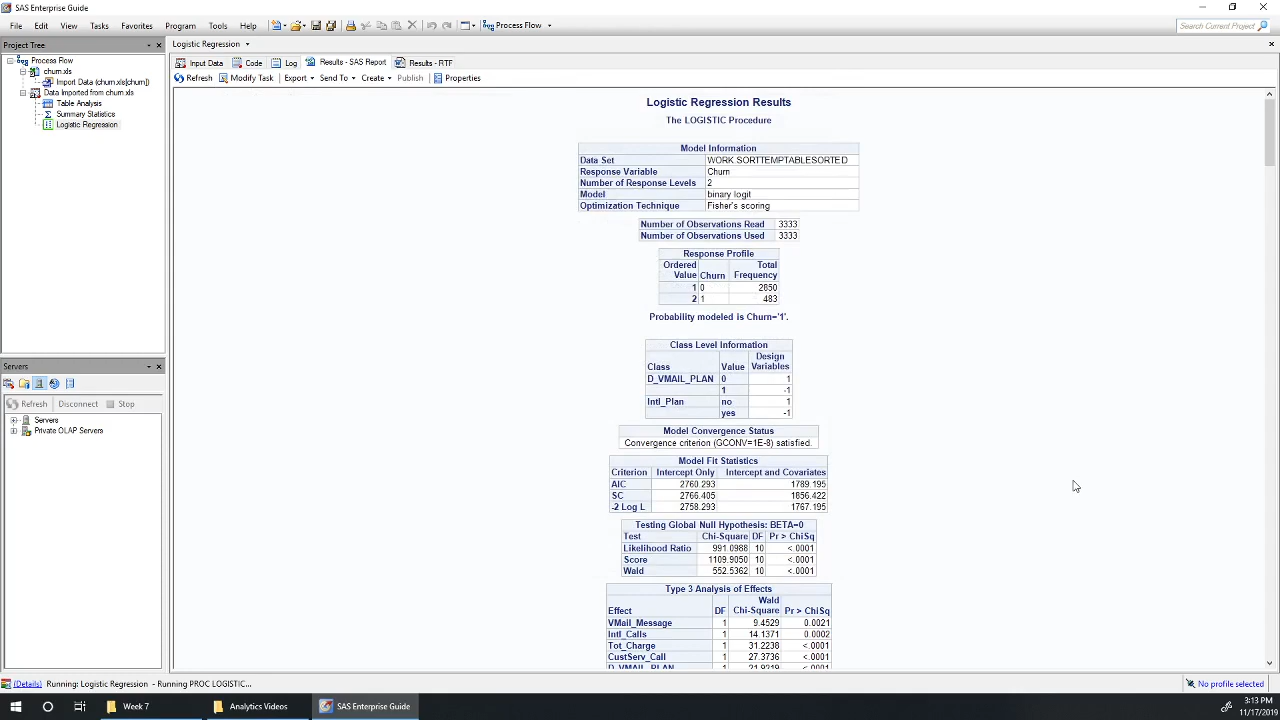 SAS Enterprise Guide
File Edit View Tasks Favorites Program Tools Help Process Flow Search Current Project
Project Tree
Process Flow
churn.xls
Import Data (churn.xls[churn])
Data Imported from churn.xls
Table Analysis
Summary Statistics
Logistic Regression
Servers
Refresh Disconnect Stop
Servers
Private OLAP Servers
Logistic Regression
Input Data Code Log Results - SAS Report Results - RTF
Refresh Modify Task Export Send To Create Publish Properties
Logistic Regression Results
The LOGISTIC Procedure
Model Information
Data Set WORK.SORTTEMPTABLESORTED
Response Variable Churn
Number of Response Levels 2
Model binary logit
Optimization Technique Fisher's scoring
Number of Observations Read 3333
Number of Observations Used 3333
Response Profile
Ordered Value Churn Total Frequency
1 0 2850
2 1 483
Probability modeled is Churn='1'.
Class Level Information
Class Value Design Variables
D_VMAIL_PLAN 0 1
1 -1
Intl_Plan no 1
yes -1
Model Convergence Status
Convergence criterion (GCONV=1E-8) satisfied.
Model Fit Statistics
Criterion Intercept Only Intercept and Covariates
AIC 2760.293 1789.195
SC 2766.405 1856.422
-2 Log L 2758.293 1767.195
Testing Global Null Hypothesis: BETA=0
Test Chi-Square DF Pr > ChiSq
Likelihood Ratio 991.0988 10 <.0001
Score 1109.9050 10 <.0001
Wald 552.5362 10 <.0001
Type 3 Analysis of Effects
Effect DF Wald Chi-Square Pr > ChiSq
VMail_Message 1 9.4529 0.0021
Intl_Calls 1 14.1371 0.0002
Tot_Charge 1 31.2238 <.0001
CustServ_Call 1 27.3736 <.0001
D_VMAIL_PLAN 1 21.9219 <.0001
(Details) Running: Logistic Regression - Running PROC LOGISTIC... No profile selected
Week 7 Analytics Videos SAS Enterprise Guide
3:13 PM
11/17/2019